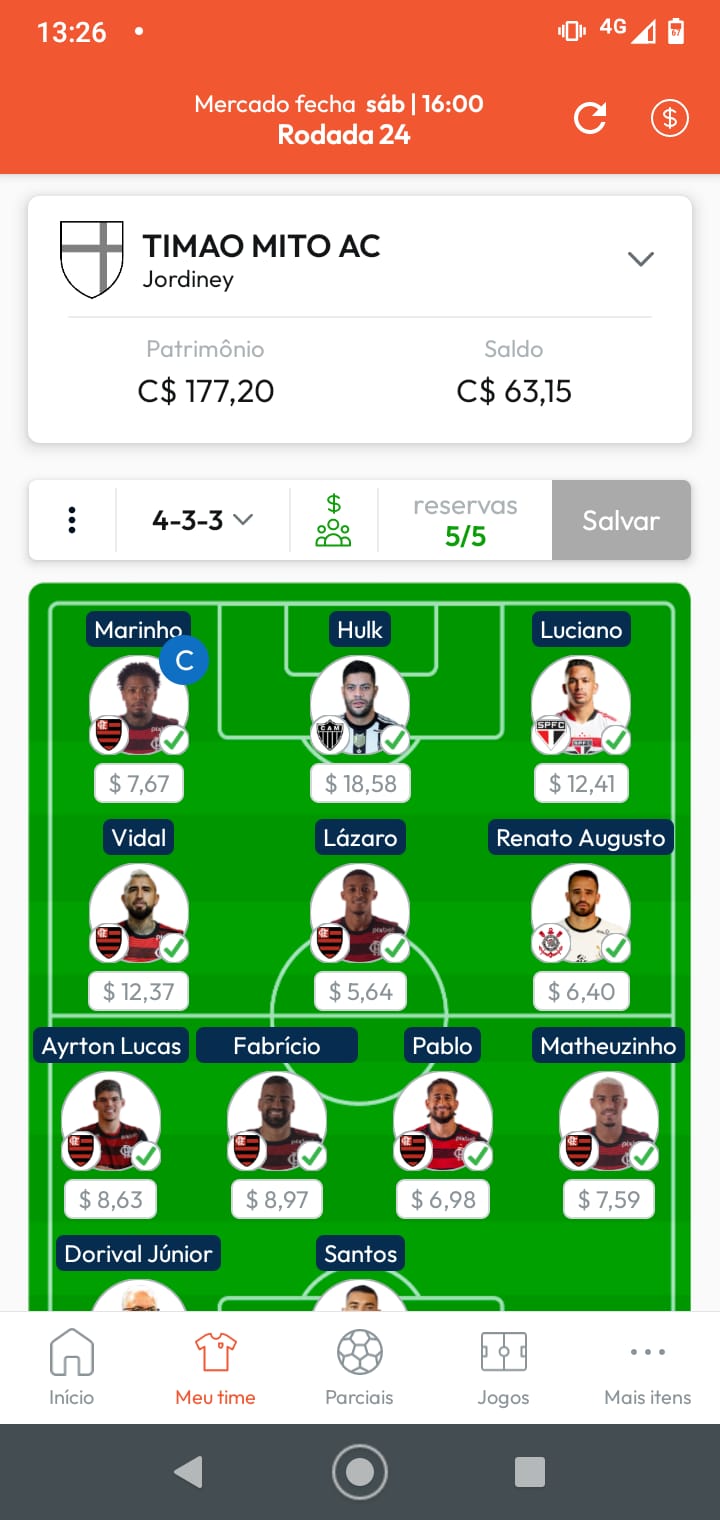 13:26
4G
67
Mercado fecha sáb | 16:00
Rodada 24
$
TIMAO MITO AC
Jordiney
Patrimônio Saldo
C$ 177,20 C$ 63,15
4-3-3 $ reservas 5/5 Salvar
Marinho Hulk Luciano
C
CAM SPFC
$ 7,67 $ 18,58 $ 12,41
Vidal Lázaro Renato Augusto
$ 12,37 $ 5,64 $ 6,40
Ayrton Lucas Fabrício Pablo Matheuzinho
$ 8,63 $ 8,97 $ 6,98 $ 7,59
Dorival Júnior Santos
Início Meu time Parciais Jogos Mais itens